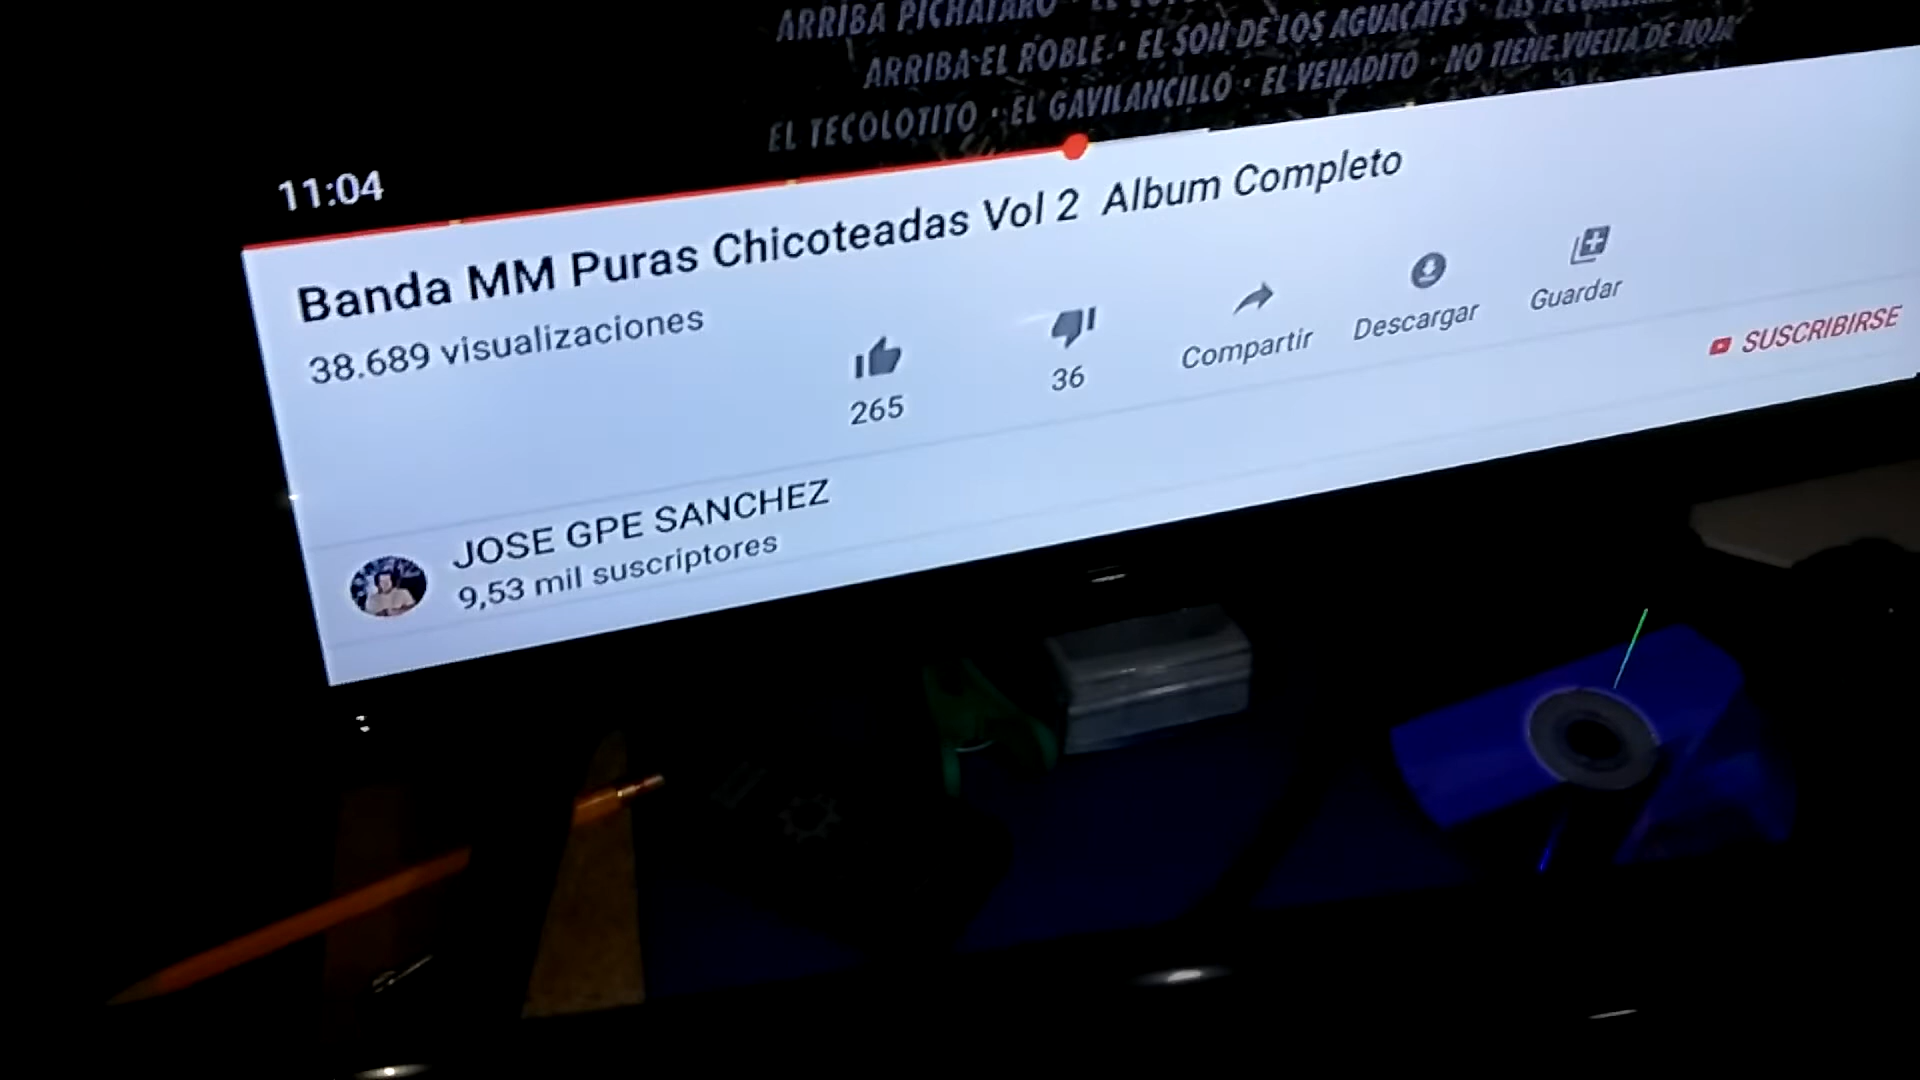 ARRIBA PICHATARO
ARRIBA EL ROBLE · EL SON DE LOS AGUACATES · LAS
EL TECOLOTITO · EL GAVILANCILLO · EL VENADITO · NO TIENE VUELTA DE HOJA
11:04
Banda MM Puras Chicoteadas Vol 2 Album Completo
38.689 visualizaciones
265
36
Compartir
Descargar
Guardar
SUSCRIBIRSE
JOSE GPE SANCHEZ
9,53 mil suscriptores